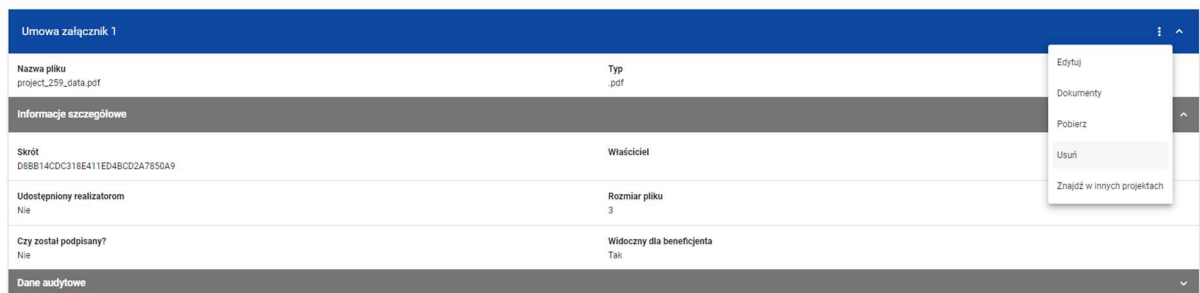 Umowa załącznik 1
Nazwa pliku
project_259_data.pdf
Typ
.pdf
Edytuj
Dokumenty
Pobierz
Usuń
Znajdź w innych projektach
Informacje szczegółowe
Skrót
D8BB14CDC318E411ED4BCD2A7850A9
Właściciel
Udostępniony realizatorom
Nie
Rozmiar pliku
3
Czy został podpisany?
Nie
Widoczny dla beneficjenta
Tak
Dane audytowe